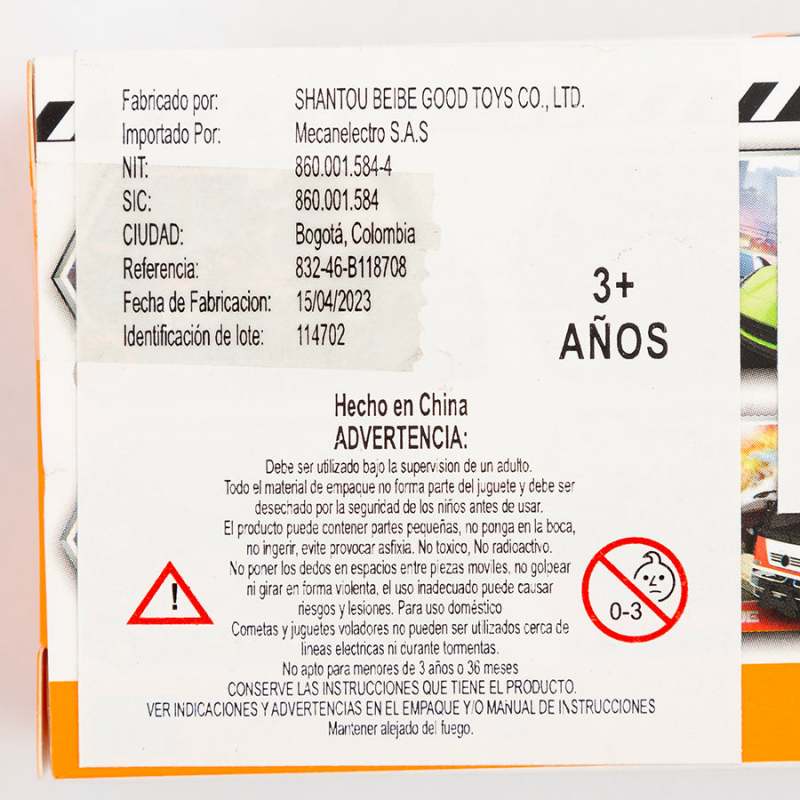 Fabricado por: SHANTOU BEIBE GOOD TOYS CO., LTD.
Importado Por: Mecanelectro S.A.S
NIT: 860.001.584-4
SIC: 860.001.584
CIUDAD: Bogotá, Colombia
Referencia: 832-46-B118708
Fecha de Fabricacion: 15/04/2023
Identificación de lote: 114702
3+
AÑOS
Hecho en China
ADVERTENCIA:
Debe ser utilizado bajo la supervision de un adulto.
Todo el material de empaque no forma parte del juguete y debe ser
desechado por la seguridad de los niños antes de usar.
El producto puede contener partes pequeñas, no ponga en la boca,
no ingerir, evite provocar asfixia. No toxico, No radioactivo.
No poner los dedos en espacios entre piezas moviles, no golpear
ni girar en forma violenta, el uso inadecuado puede causar
riesgos y lesiones. Para uso doméstico
Cometas y juguetes voladores no pueden ser utilizados cerca de
lineas electricas ni durante tormentas.
No apto para menores de 3 años o 36 meses
CONSERVE LAS INSTRUCCIONES QUE TIENE EL PRODUCTO.
VER INDICACIONES Y ADVERTENCIAS EN EL EMPAQUE Y/O MANUAL DE INSTRUCCIONES
Mantener alejado del fuego.
!
0-3